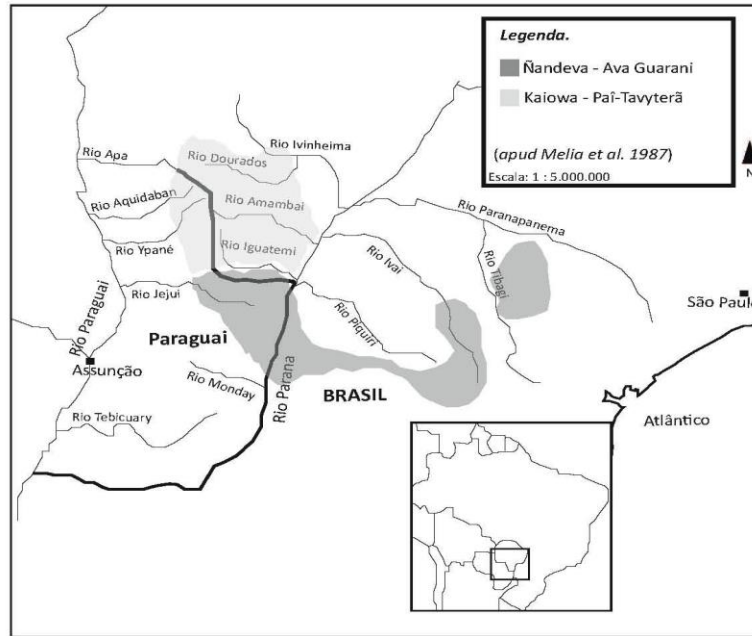 Legenda.
Ñandeva - Ava Guarani
Kaiowa - Paî-Tavyterã
(apud Melia et al. 1987)
Escala: 1 : 5.000.000
N
Rio Ivinheima
Rio Dourados
Rio Apa
Rio Aquidaban
Rio Amambai
Rio Ypané
Rio Iguatemi
Rio Paranapanema
Rio Ivai
Rio Tibagi
Rio Jejui
São Paulo
Rio Paraguai
Paraguai
Rio Piquiri
Assunção
Rio Monday
Rio Parana
BRASIL
Rio Tebicuary
Atlântico